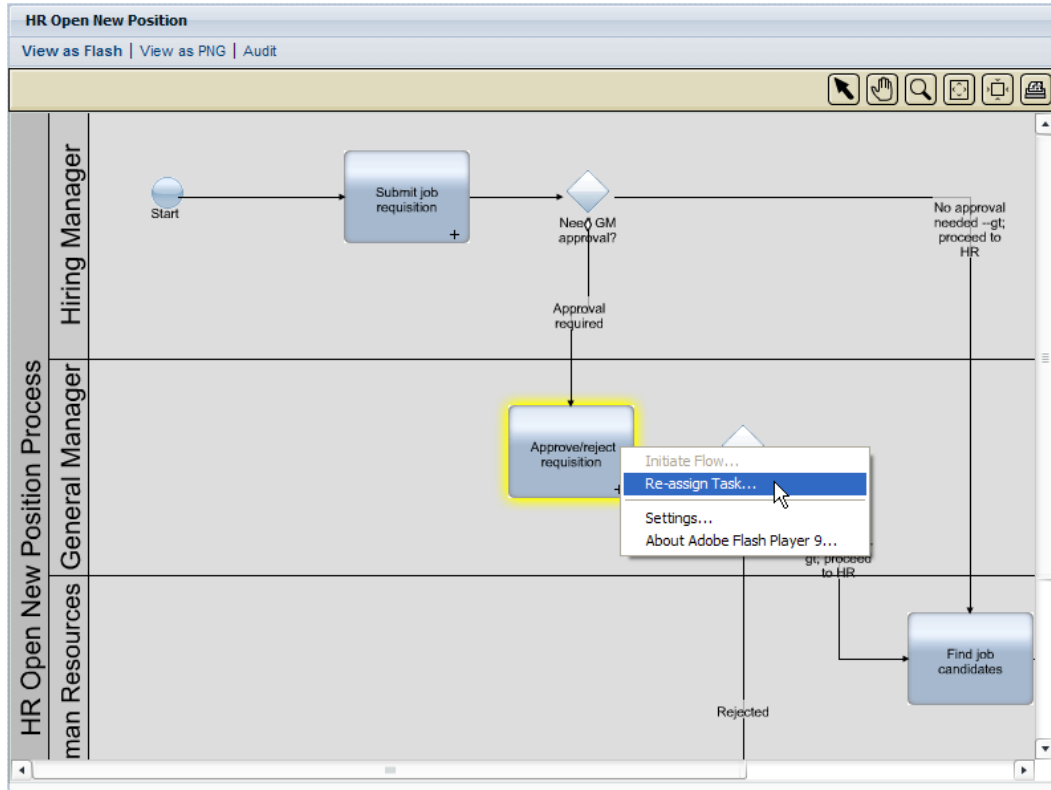 HR Open New Position
View as Flash | View as PNG | Audit
HR Open New Position Process
Hiring Manager
Start
Submit job
requisition
+
Need GM
approval?
No approval
needed --gt;
proceed to
HR
Approval
required
General Manager
Approve/reject
requisition
+
Initiate Flow...
Re-assign Task...
Settings...
About Adobe Flash Player 9...
gt; proceed
to HR
man Resources
Find job
candidates
Rejected